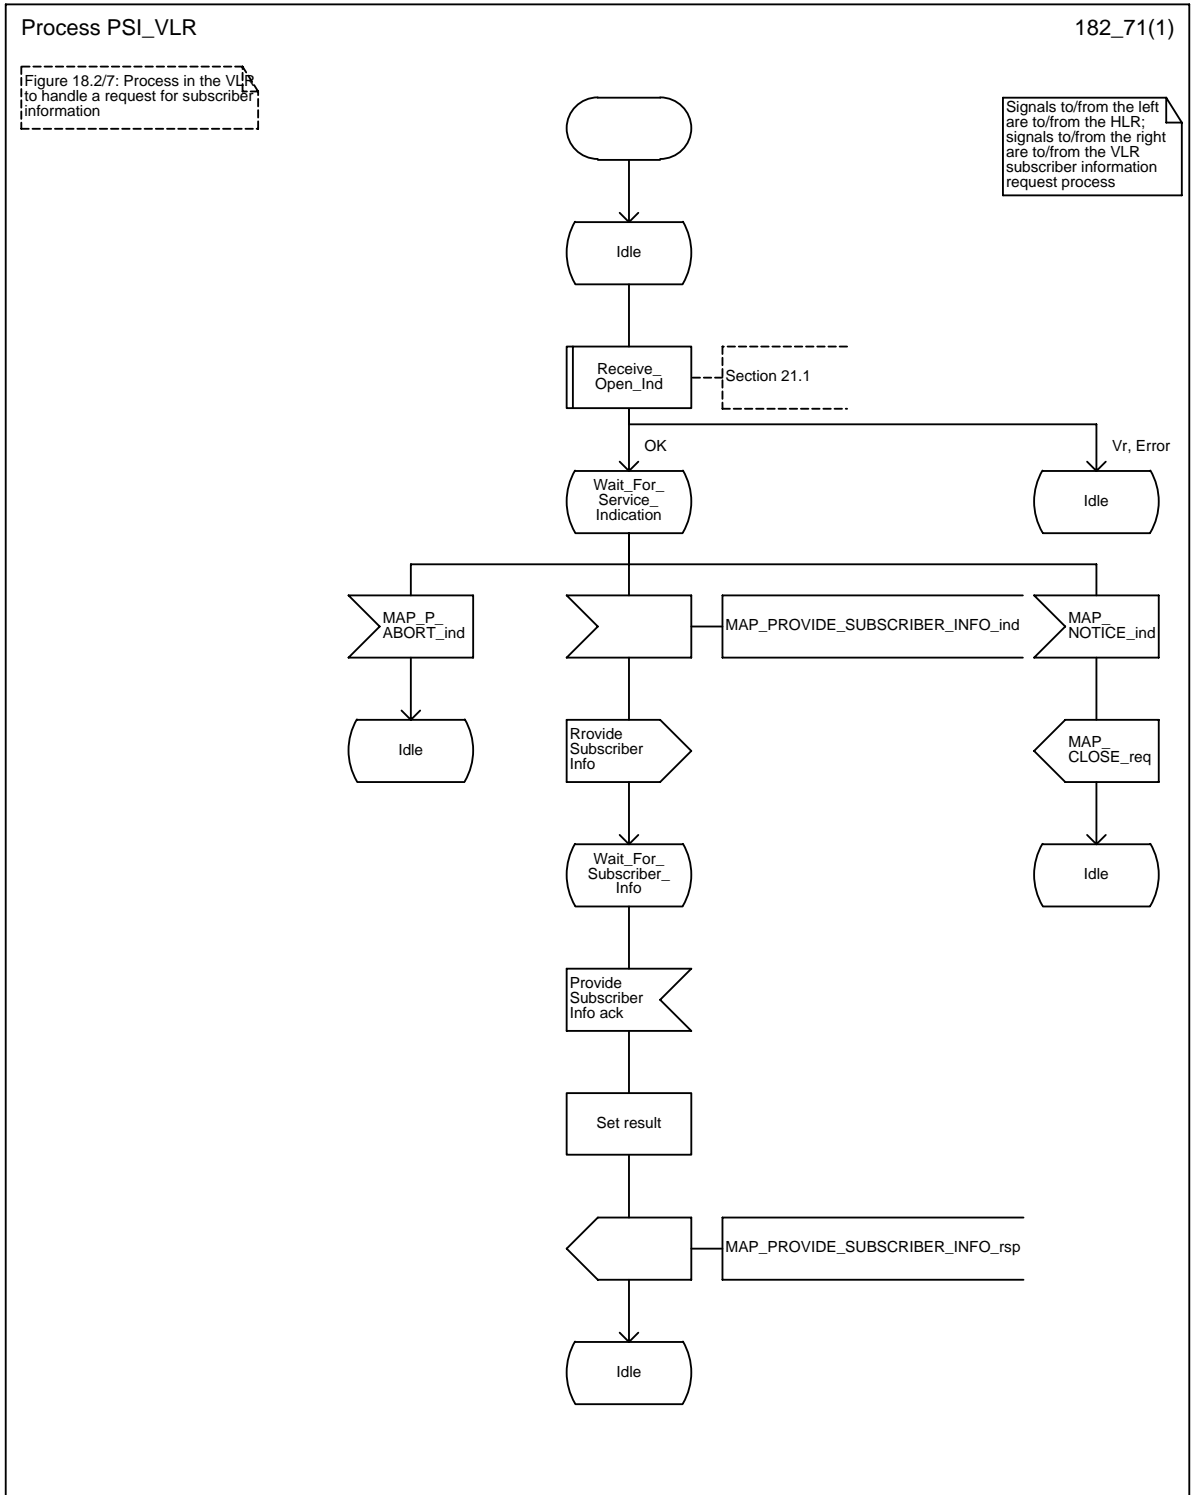 Process PSI_VLR
182_71(1)
Figure 18.2/7: Process in the VLR
to handle a request for subscriber
information
Signals to/from the left
are to/from the HLR;
signals to/from the right
are to/from the VLR
subscriber information
request process
Idle
Receive_
Open_Ind
Section 21.1
OK
Vr, Error
Wait_For_
Service_
Indication
Idle
MAP_P_
ABORT_ind
MAP_PROVIDE_SUBSCRIBER_INFO_ind
MAP_
NOTICE_ind
Idle
Rrovide
Subscriber
Info
MAP_
CLOSE_req
Wait_For_
Subscriber_
Info
Idle
Provide
Subscriber
Info ack
Set result
MAP_PROVIDE_SUBSCRIBER_INFO_rsp
Idle